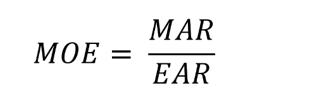 MOE = MAR / EAR